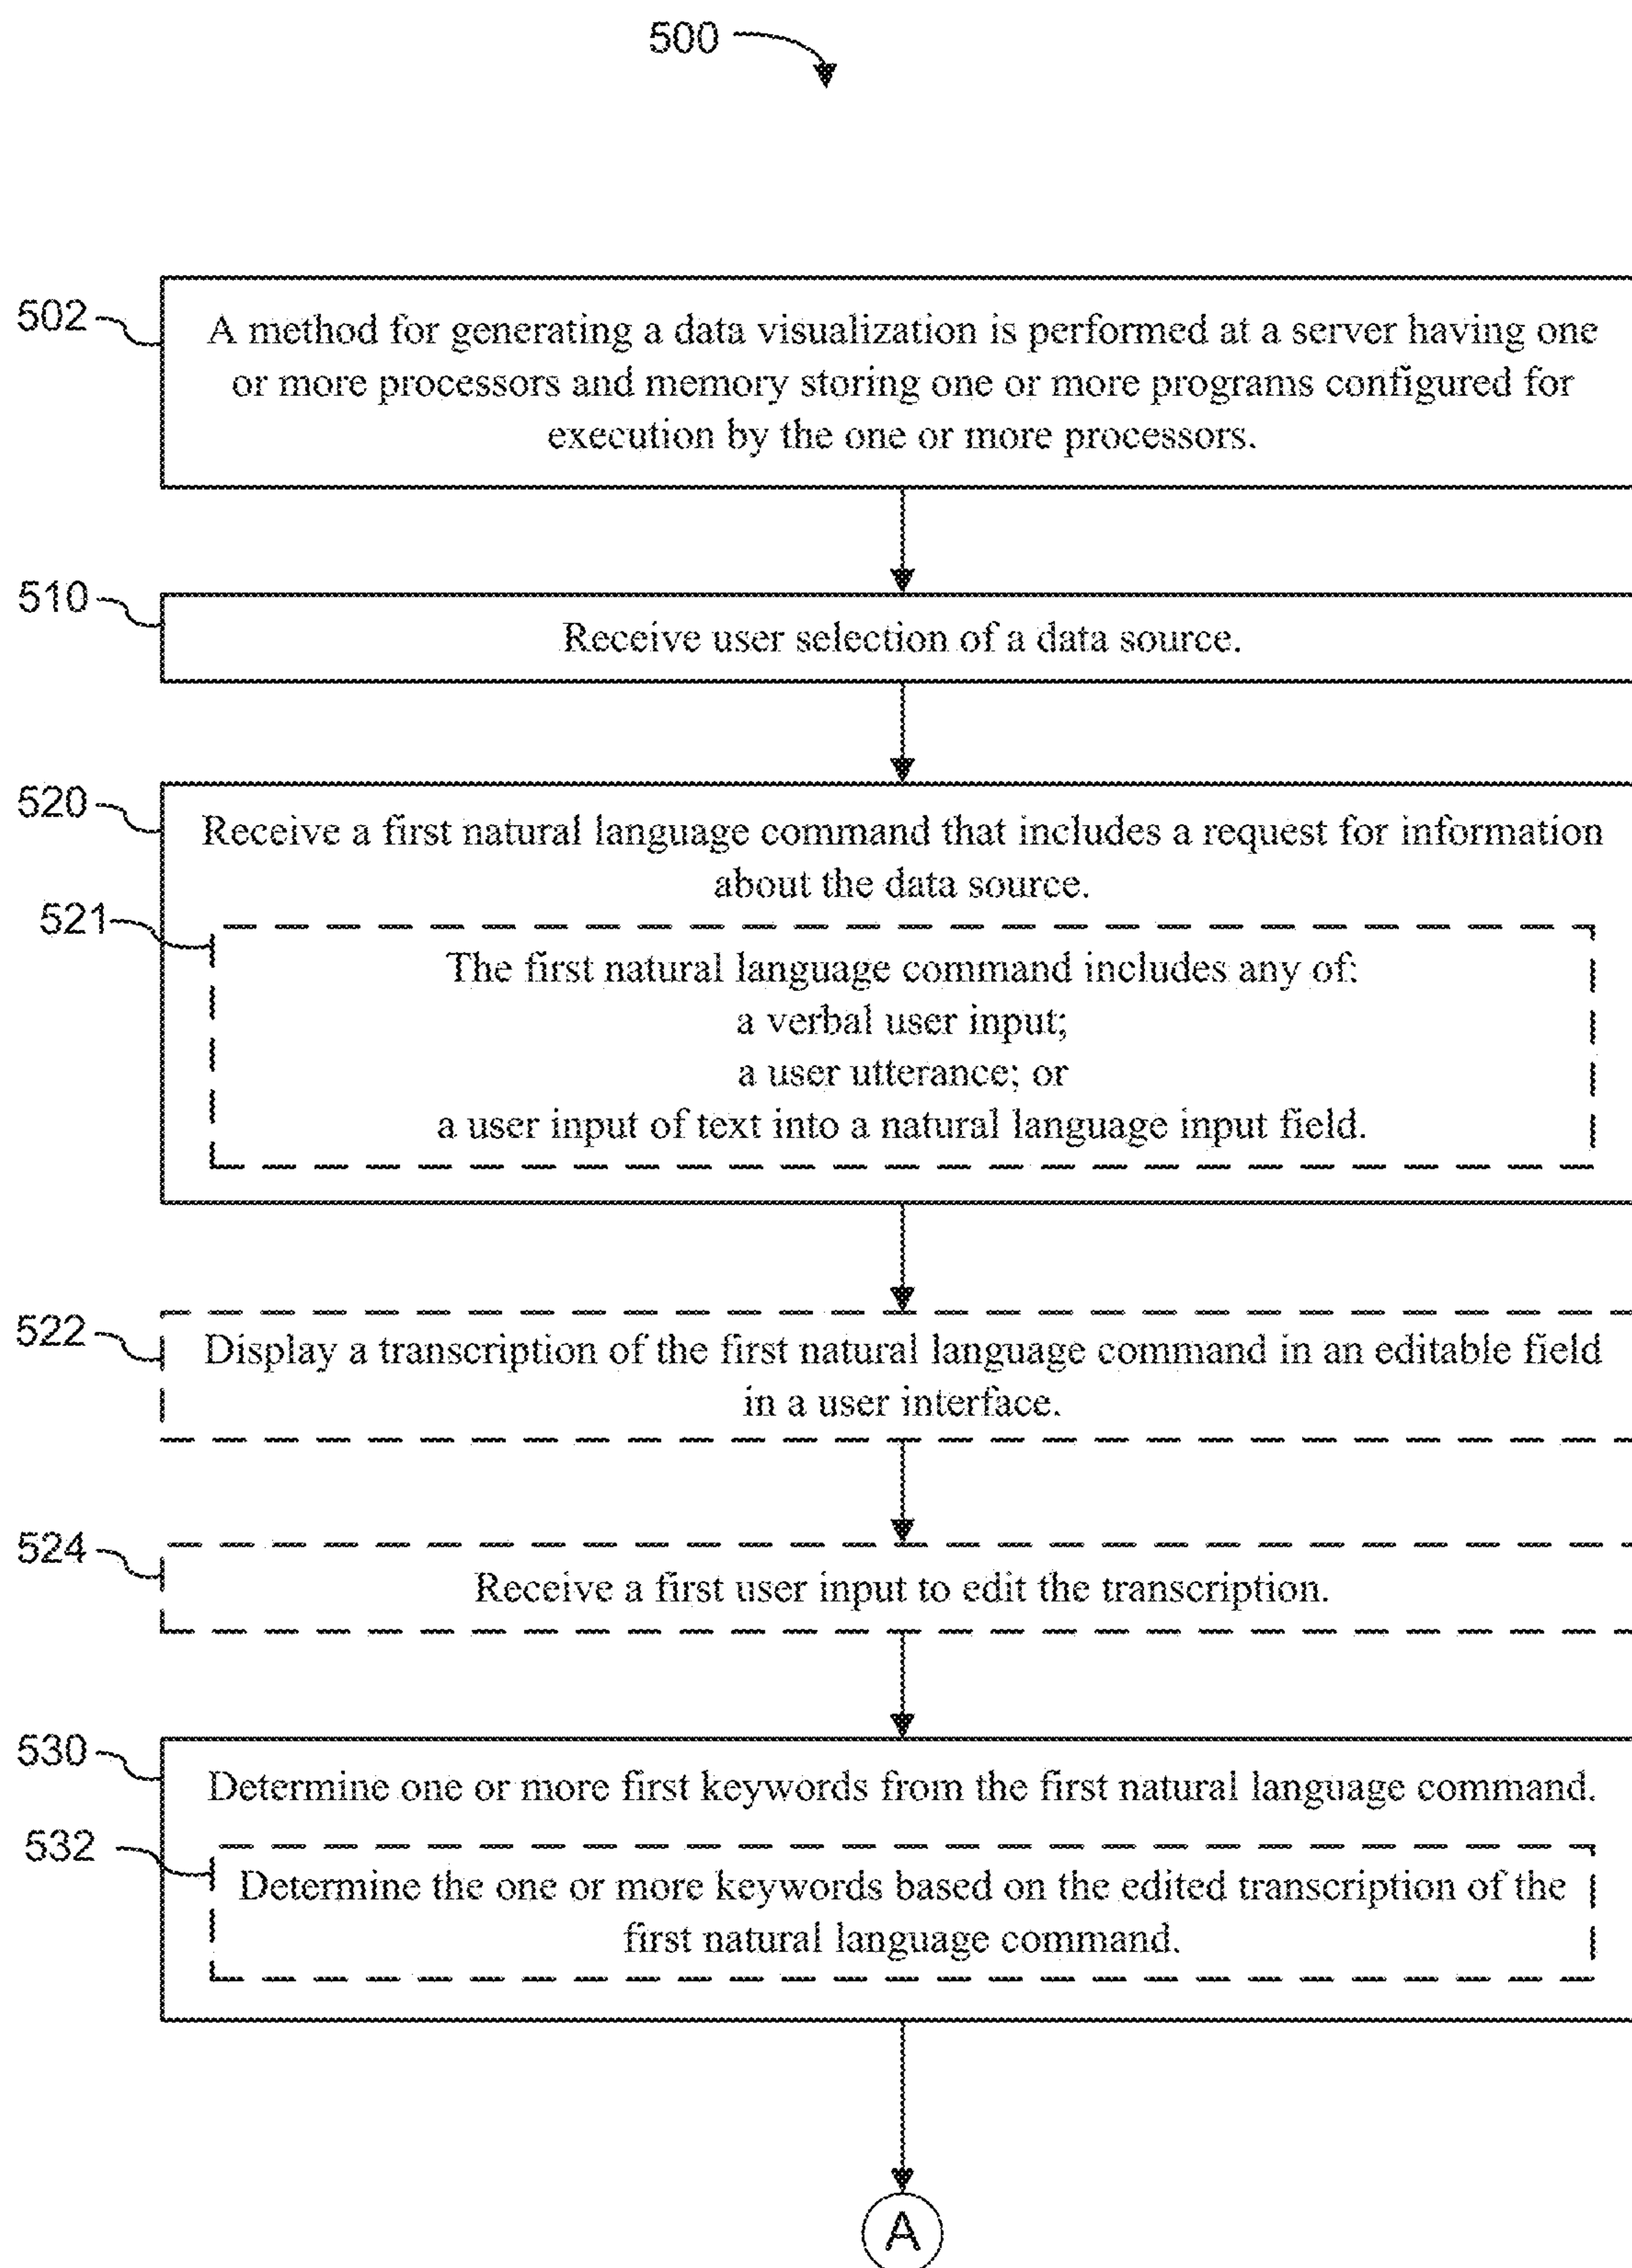 500
502
A method for generating a data visualization is performed at a server having one
or more processors and memory storing one or more programs configured for
execution by the one or more processors.
510
Receive user selection of a data source.
520
Receive a first natural language command that includes a request for information
about the data source.
521
The first natural language command includes any of:
a verbal user input;
a user utterance; or
a user input of text into a natural language input field.
522
Display a transcription of the first natural language command in an editable field
in a user interface.
524
Receive a first user input to edit the transcription.
530
Determine one or more first keywords from the first natural language command.
532
Determine the one or more keywords based on the edited transcription of the
first natural language command.
A